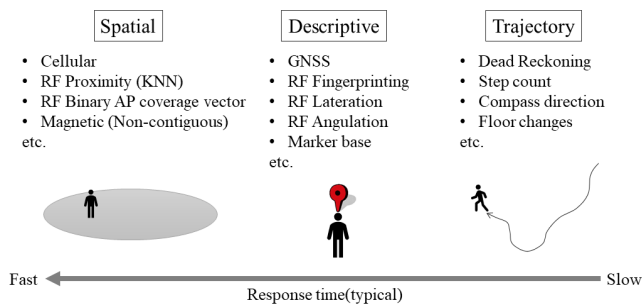 Spatial
• Cellular
• RF Proximity (KNN)
• RF Binary AP coverage vector
• Magnetic (Non-contiguous)
etc.
Descriptive
• GNSS
• RF Fingerprinting
• RF Lateration
• RF Angulation
• Marker base
etc.
Trajectory
• Dead Reckoning
• Step count
• Compass direction
• Floor changes
etc.
Fast
Slow
Response time(typical)